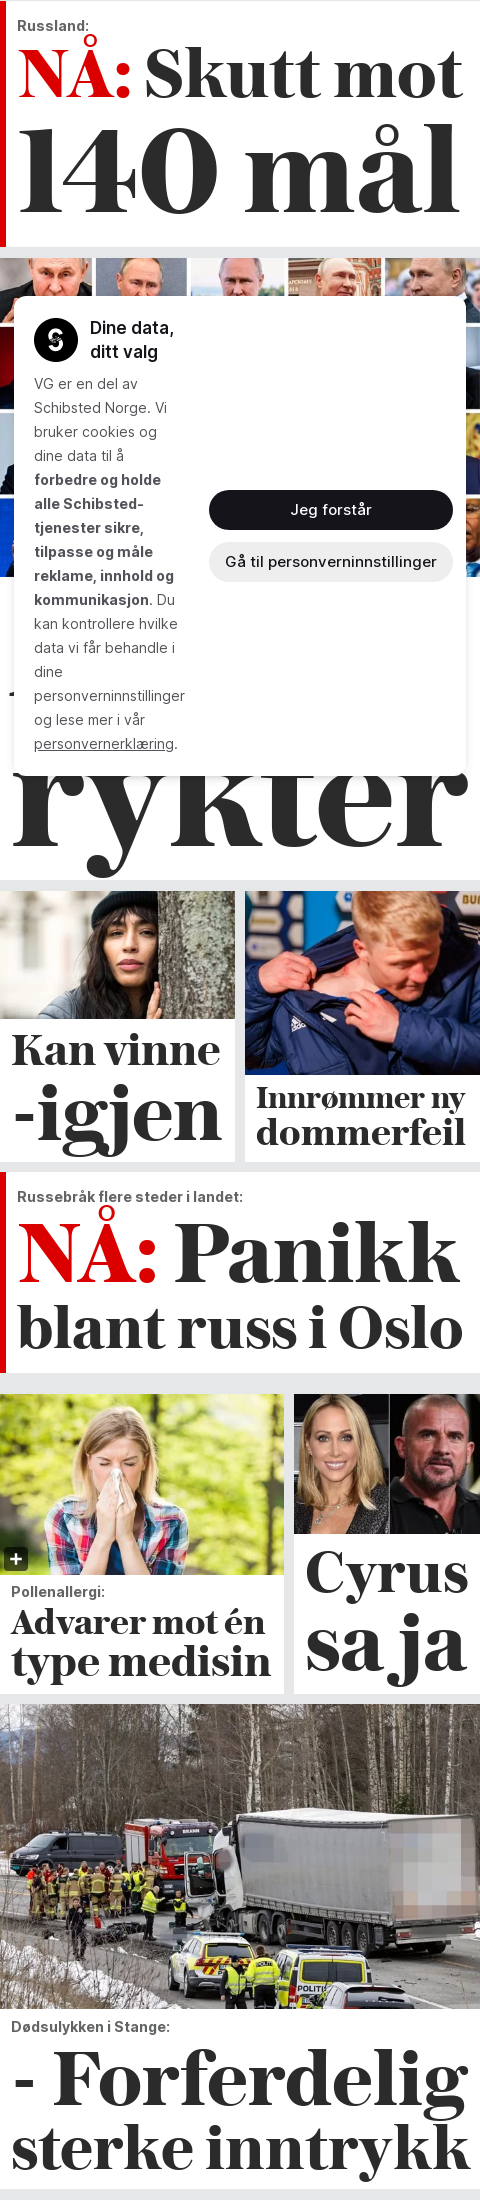 Russland:
NÅ: Skutt mot
140 mål
Dine data,
ditt valg
VG er en del av
Schibsted Norge. Vi
bruker cookies og
dine data til å
forbedre og holde
alle Schibsted-
tjenester sikre,
tilpasse og måle
reklame, innhold og
kommunikasjon. Du
kan kontrollere hvilke
data vi får behandle i
dine
personverninnstillinger
og lese mer i vår
personvernerklæring.
Jeg forstår
Gå til personverninnstillinger
rykter
Kan vinne
-igjen
Innrømmer ny
dommerfeil
Russebråk flere steder i landet:
NÅ: Panikk
blant russ i Oslo
Pollenallergi:
Advarer mot én
type medisin
Cyrus
sa ja
BRANN
POLITI
Dødsulykken i Stange:
- Forferdelig
sterke inntrykk